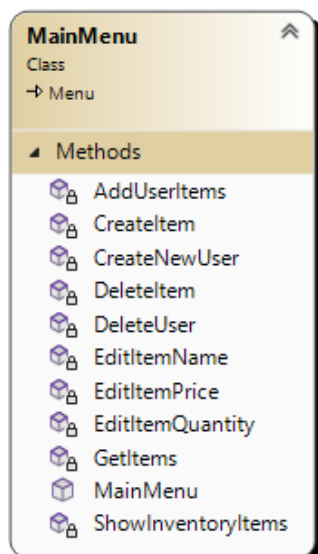 MainMenu
Class
Menu
Methods
AddUserItems
CreateItem
CreateNewUser
DeleteItem
DeleteUser
EditItemName
EditItemPrice
EditItemQuantity
GetItems
MainMenu
ShowInventoryItems